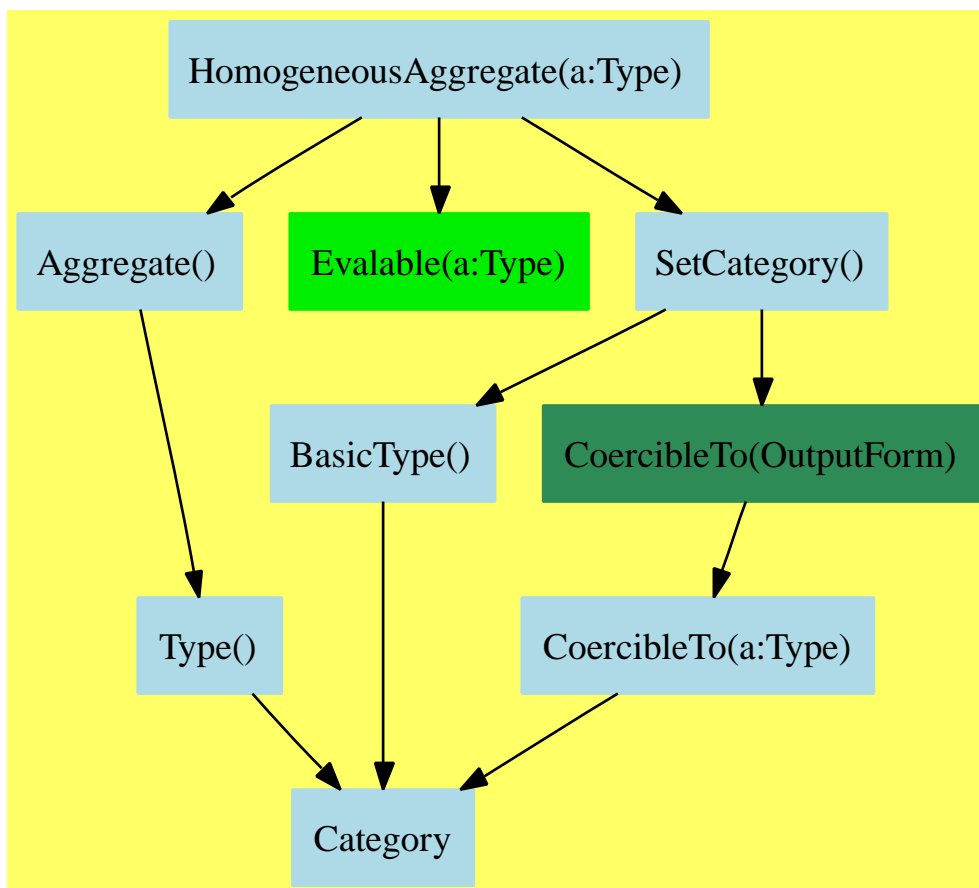 HomogeneousAggregate(a:Type)
Aggregate()
Evalable(a:Type)
SetCategory()
BasicType()
CoercibleTo(OutputForm)
Type()
CoercibleTo(a:Type)
Category